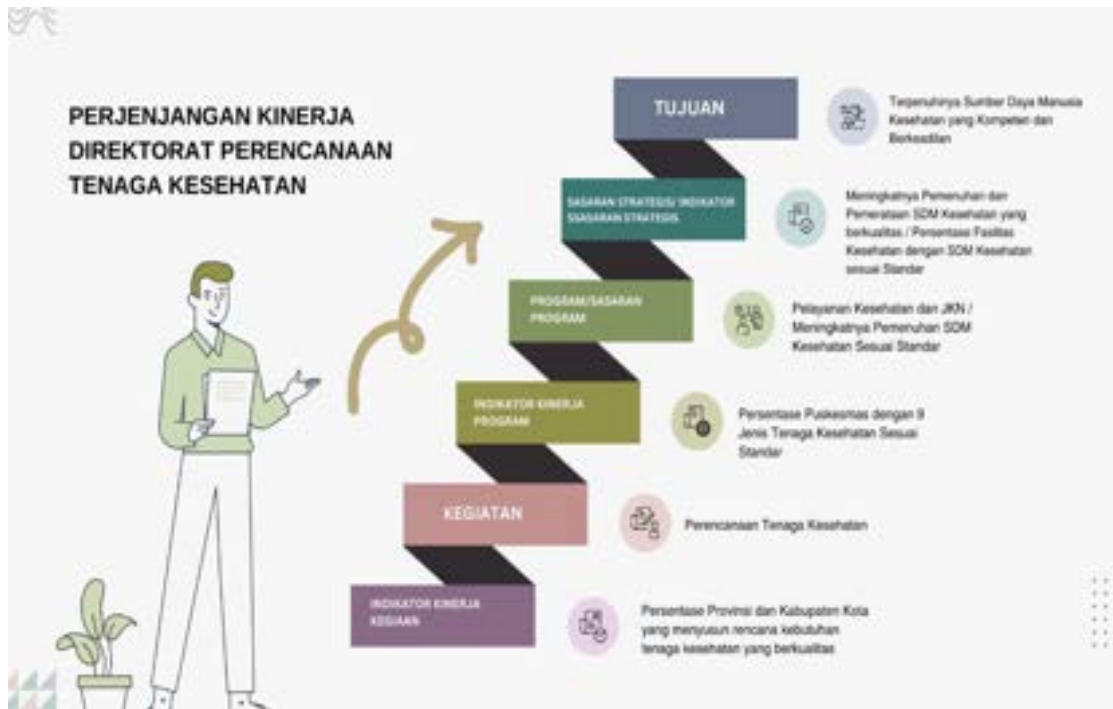 PERJENJANGAN KINERJA
DIREKTORAT PERENCANAAN
TENAGA KESEHATAN
TUJUAN
Terpenuhinya Sumber Daya Manusia
Kesehatan yang Kompeten dan
Berkeadilan
SASARAN STRATEGIS/ INDIKATOR
SSASARAN STRATEGIS
Meningkatnya Pemenuhan dan
Pemerataan SDM Kesehatan yang
berkualitas / Persentase Fasilitas
Kesehatan dengan SDM Kesehatan
sesuai Standar
PROGRAM/SASARAN
PROGRAM
Pelayanan Kesehatan dan JKN /
Meningkatnya Pemenuhan SDM
Kesehatan Sesuai Standar
INDIKATOR KINERJA
PROGRAM
Persentase Puskesmas dengan 9
Jenis Tenaga Kesehatan Sesuai
Standar
KEGIATAN
Perencanaan Tenaga Kesehatan
INDIKATOR KINERJA
KEGIAAN
Persentase Provinsi dan Kabupaten Kota
yang menyusun rencana kebutuhan
tenaga kesehatan yang berkualitas